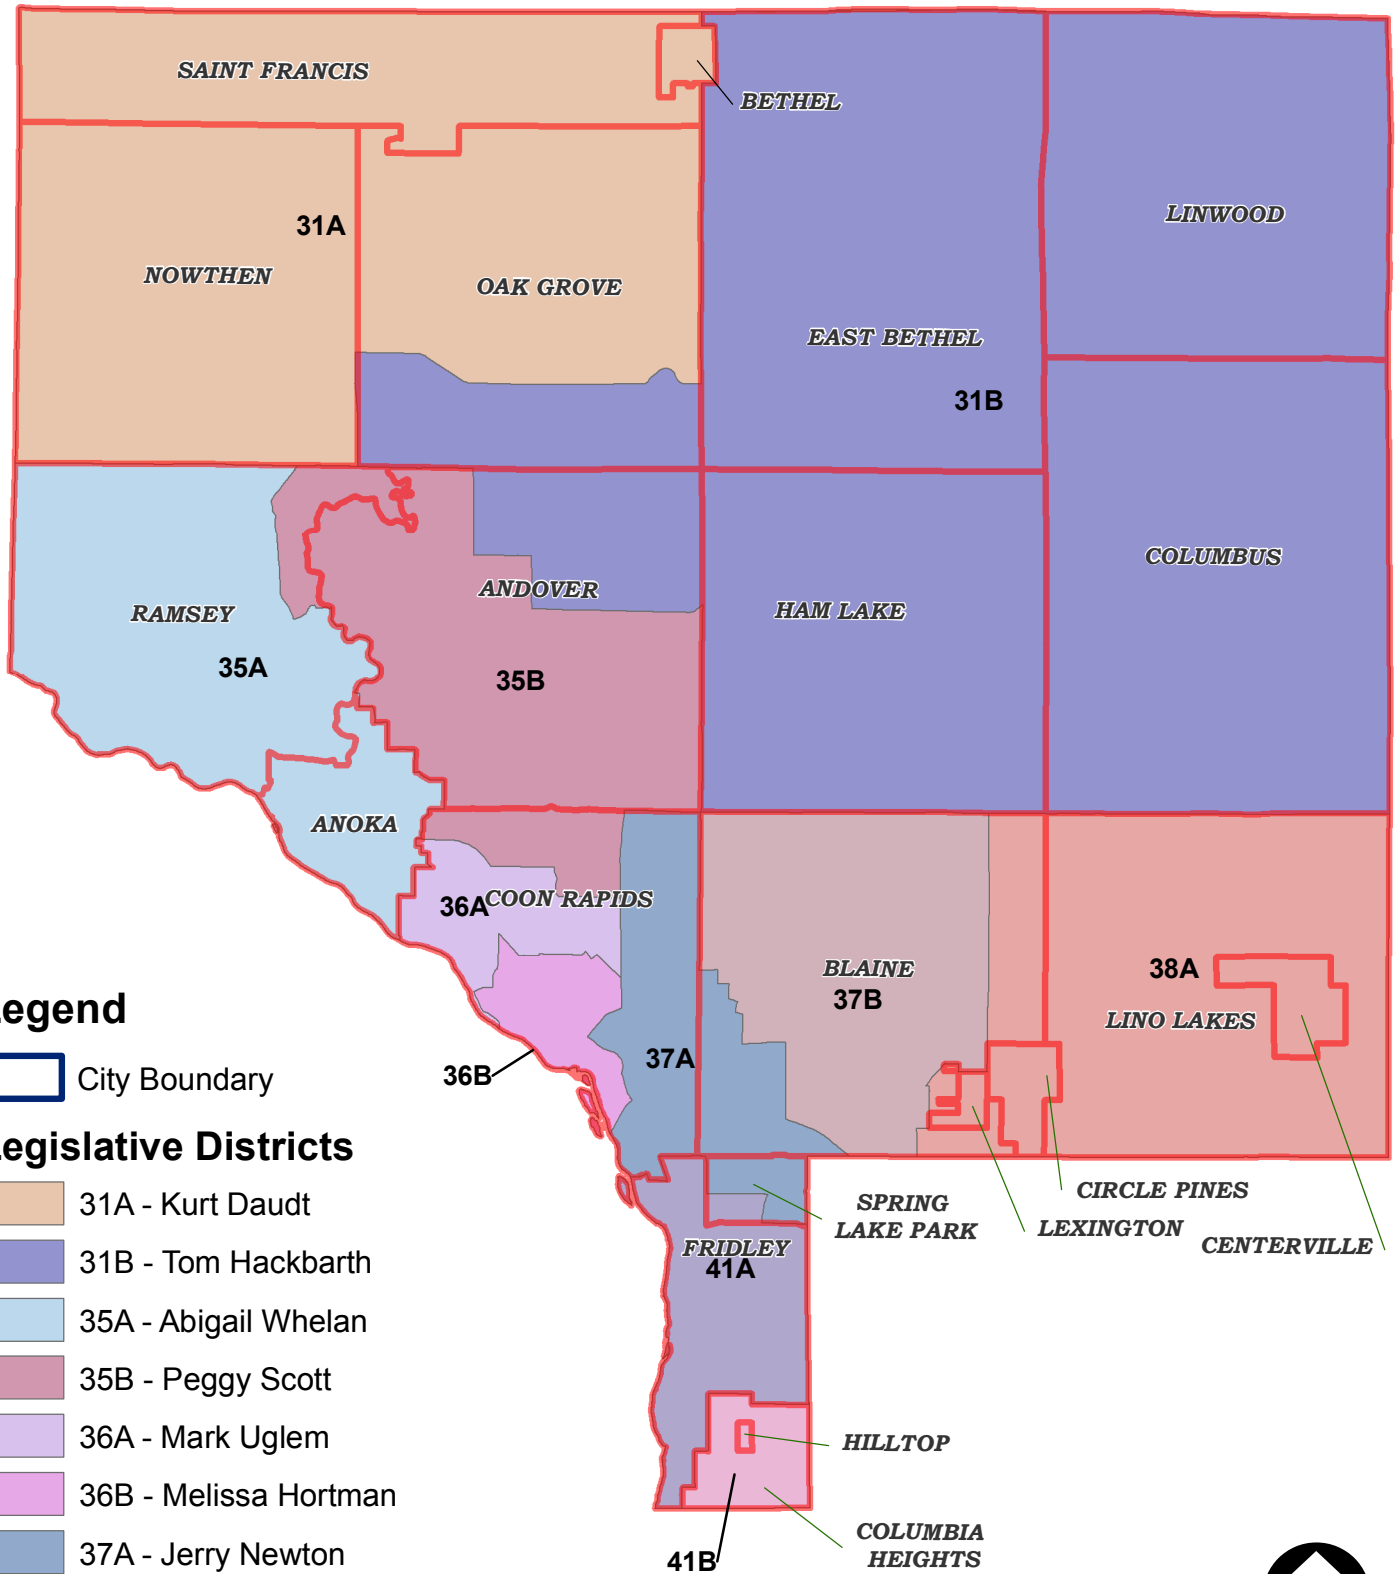 SAINT FRANCIS
BETHEL
LINWOOD
31A
NOWTHEN
OAK GROVE
EAST BETHEL
31B
COLUMBUS
ANDOVER
HAM LAKE
RAMSEY
35A
35B
ANOKA
36A
COON RAPIDS
BLAINE
37B
38A
LINO LAKES
egend
City Boundary
36B
37A
egislative Districts
31A - Kurt Daudt
31B - Tom Hackbarth
35A - Abigail Whelan
35B - Peggy Scott
36A - Mark Uglem
36B - Melissa Hortman
37A - Jerry Newton
CIRCLE PINES
SPRING
LAKE PARK
LEXINGTON
CENTERVILLE
FRIDLEY
41A
HILLTOP
COLUMBIA
HEIGHTS
41B